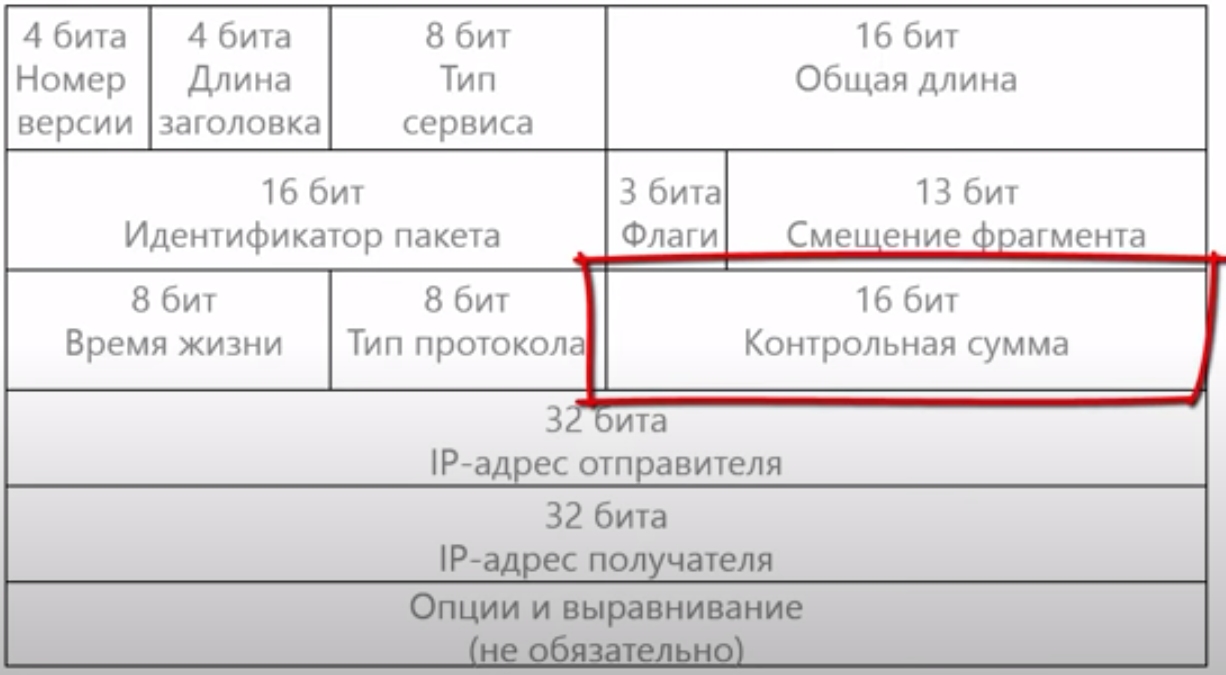 4 бита
Номер
версии
4 бита
Длина
заголовка
8 бит
Тип
сервиса
16 бит
Общая длина
16 бит
Идентификатор пакета
3 бита
Флаги
13 бит
Смещение фрагмента
8 бит
Время жизни
8 бит
Тип протокола
16 бит
Контрольная сумма
32 бита
IP-адрес отправителя
32 бита
IP-адрес получателя
Опции и выравнивание
(не обязательно)